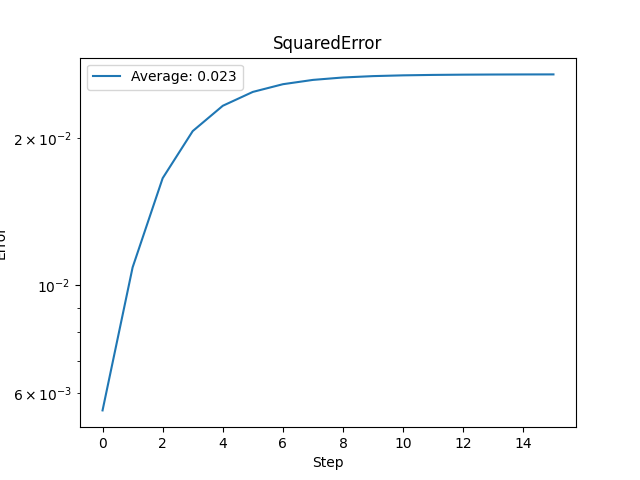 SquaredError
Average: 0.023
2 × 10⁻²
10⁻²
6 × 10⁻³
Error
0 2 4 6 8 10 12 14
Step